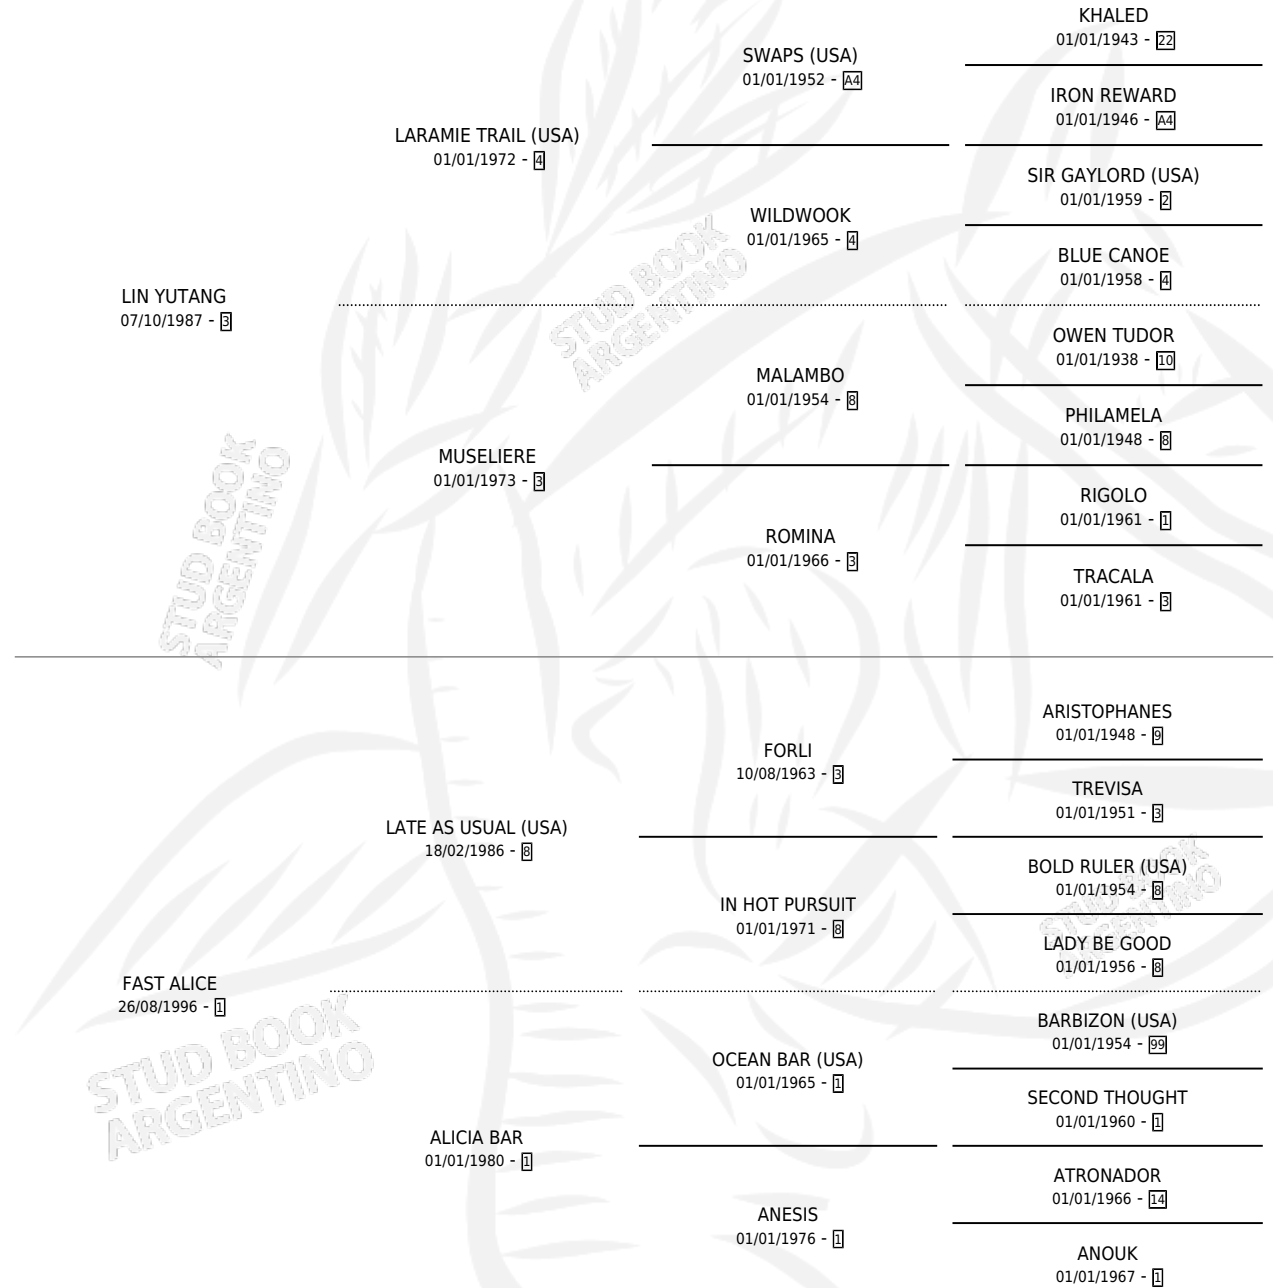 KHALED
01/01/1943 - 22
SWAPS (USA)
01/01/1952 - A4
IRON REWARD
01/01/1946 - A4
LARAMIE TRAIL (USA)
01/01/1972 - 4
SIR GAYLORD (USA)
01/01/1959 - 2
WILDWOOK
01/01/1965 - 4
BLUE CANOE
01/01/1958 - 4
LIN YUTANG
07/10/1987 - 3
OWEN TUDOR
01/01/1938 - 10
MALAMBO
01/01/1954 - 8
PHILAMELA
01/01/1948 - 8
MUSELIERE
01/01/1973 - 3
RIGOLO
01/01/1961 - 1
ROMINA
01/01/1966 - 3
TRACALA
01/01/1961 - 3
ARISTOPHANES
01/01/1948 - 9
FORLI
10/08/1963 - 3
TREVISA
01/01/1951 - 3
LATE AS USUAL (USA)
18/02/1986 - 8
BOLD RULER (USA)
01/01/1954 - 8
IN HOT PURSUIT
01/01/1971 - 8
LADY BE GOOD
01/01/1956 - 8
FAST ALICE
26/08/1996 - 1
BARBIZON (USA)
01/01/1954 - 99
OCEAN BAR (USA)
01/01/1965 - 1
SECOND THOUGHT
01/01/1960 - 1
ALICIA BAR
01/01/1980 - 1
ATRONADOR
01/01/1966 - 14
ANESIS
01/01/1976 - 1
ANOUK
01/01/1967 - 1
STUD BOOK
ARGENTINO
STUD BOOK
ARGENTINO
STUD BOOK
ARGENTINO
STUD BOOK
ARGENTINO